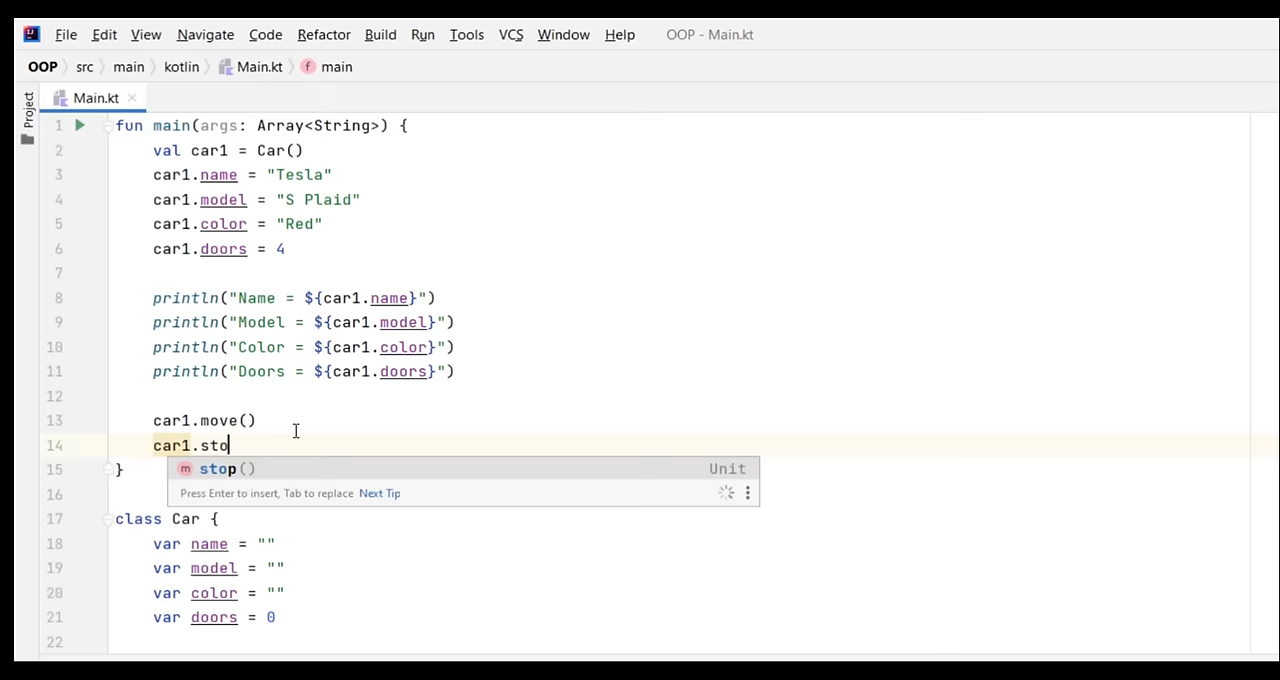 File Edit View Navigate Code Refactor Build Run Tools VCS Window Help OOP - Main.kt
OOP src main kotlin Main.kt main
Project
Main.kt
1 fun main(args: Array<String>) {
2 val car1 = Car()
3 car1.name = "Tesla"
4 car1.model = "S Plaid"
5 car1.color = "Red"
6 car1.doors = 4
7
8 println("Name = ${car1.name}")
9 println("Model = ${car1.model}")
10 println("Color = ${car1.color}")
11 println("Doors = ${car1.doors}")
12
13 car1.move()
14 car1.sto
stop() Unit
15 }
Press Enter to insert, Tab to replace Next Tip
16
17 class Car {
18 var name = ""
19 var model = ""
20 var color = ""
21 var doors = 0
22